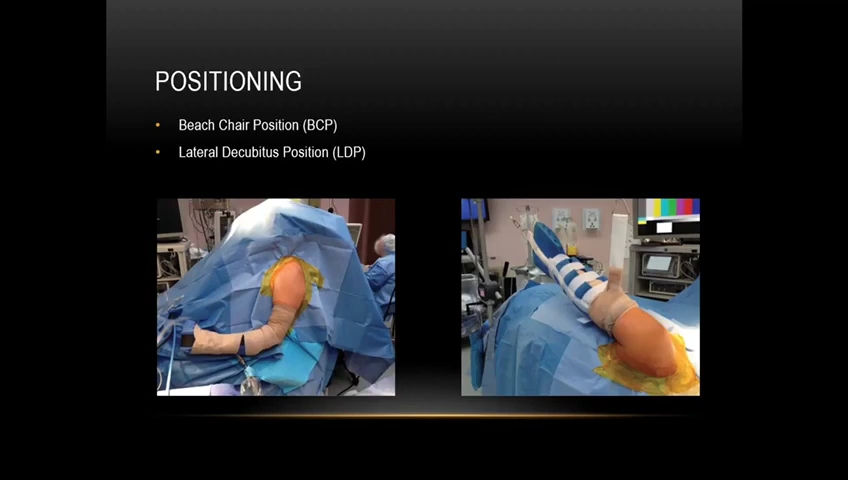 POSITIONING
Beach Chair Position (BCP)
Lateral Decubitus Position (LDP)